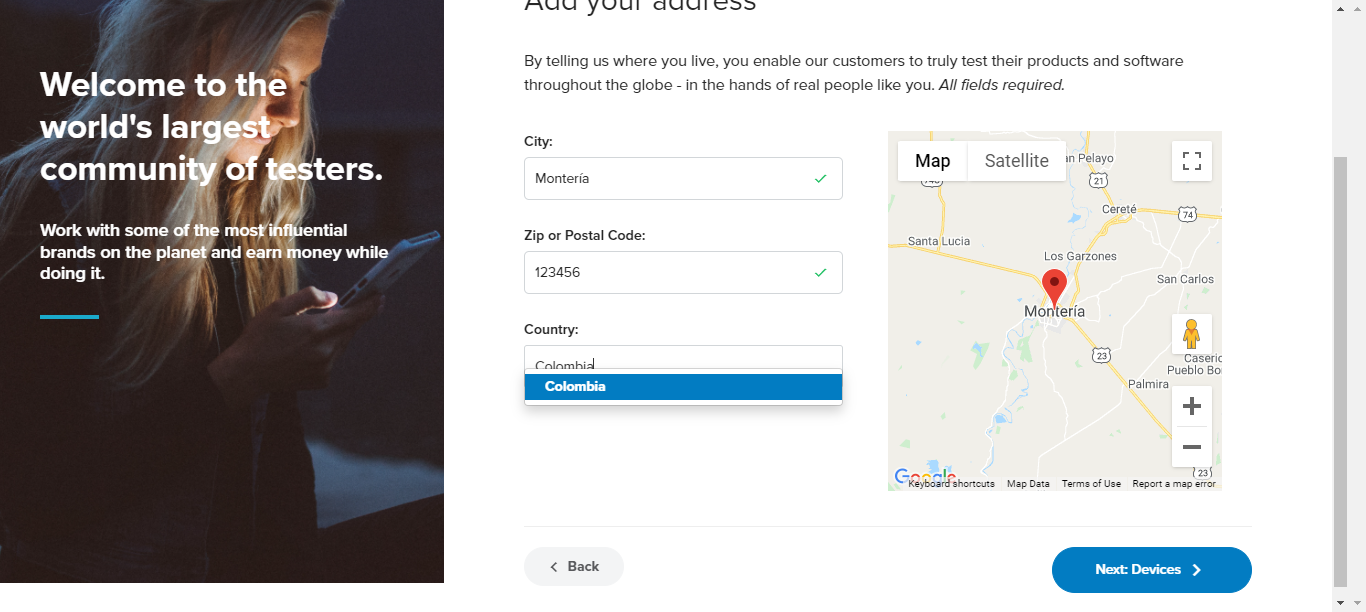 Add your address
Welcome to the
world's largest
community of testers.
Work with some of the most influential
brands on the planet and earn money while
doing it.
By telling us where you live, you enable our customers to truly test their products and software
throughout the globe - in the hands of real people like you. All fields required.
City:
Montería
Zip or Postal Code:
123456
Country:
Colombia
Colombia
Map
Satellite
Pelayo
21
Cereté
74
Santa Lucia
Los Garzones
San Carlos
Montería
23
Pueblo
Palmira
23
Google
Keyboard shortcuts
Map Data
Terms of Use
Report a map error
Back
Next: Devices